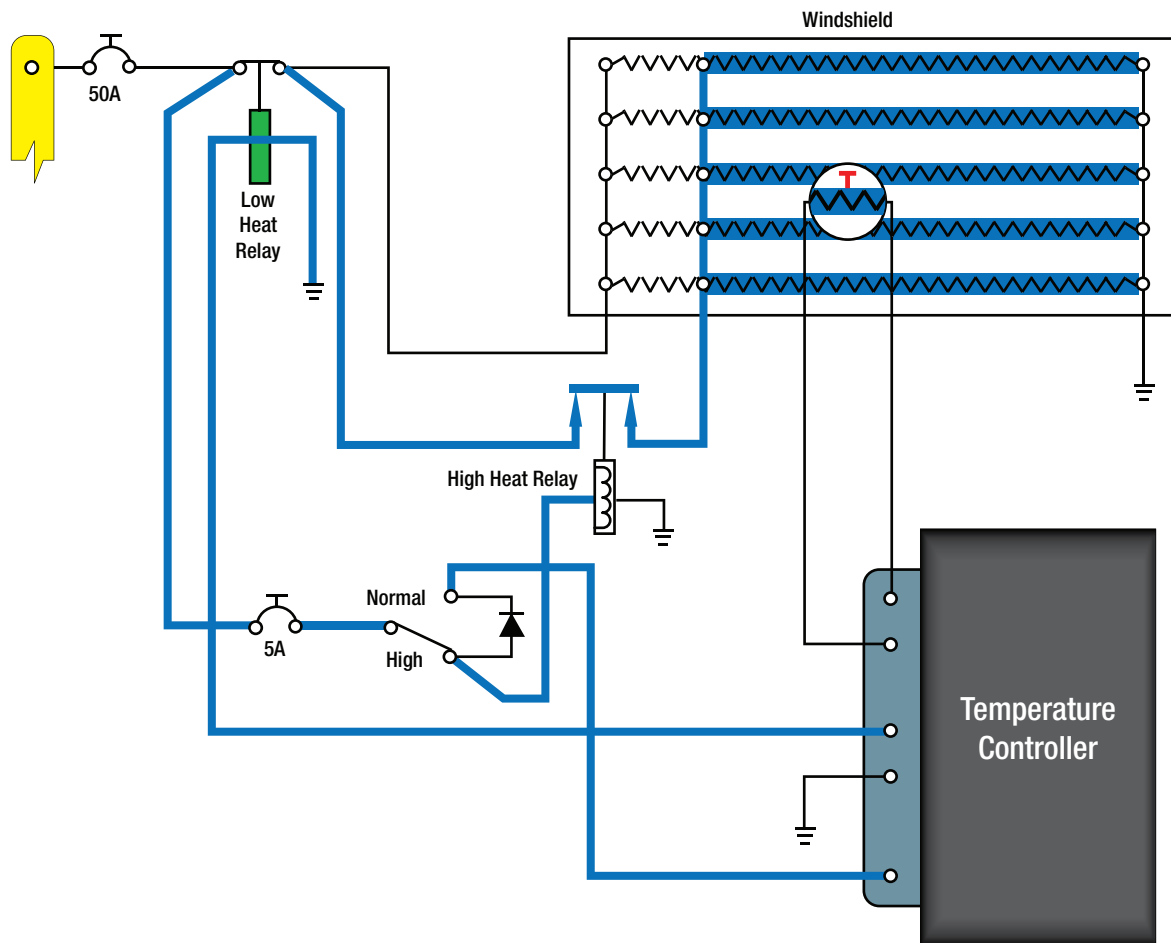 Windshield
50A
Low
Heat
Relay
T
High Heat Relay
Normal
5A
High
Temperature
Controller